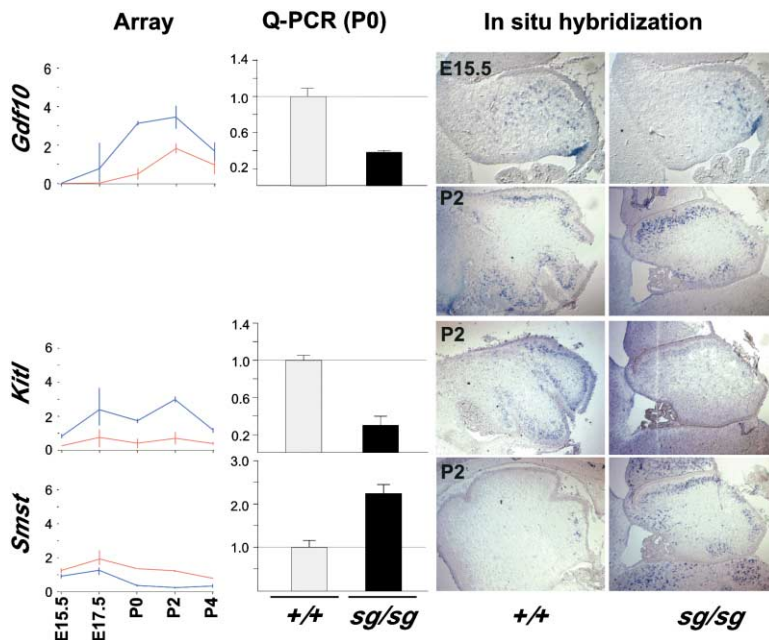 Array Q-PCR (P0) In situ hybridization
Gdf10
6
4
2
0
1.4
1.0
0.6
0.2
E15.5
P2
Kitl
6
4
2
0
1.4
1.0
0.6
0.2
P2
Smst
6
4
2
0
3.0
2.0
1.0
P2
E15.5 E17.5 P0 P2 P4
+/+ sg/sg +/+ sg/sg